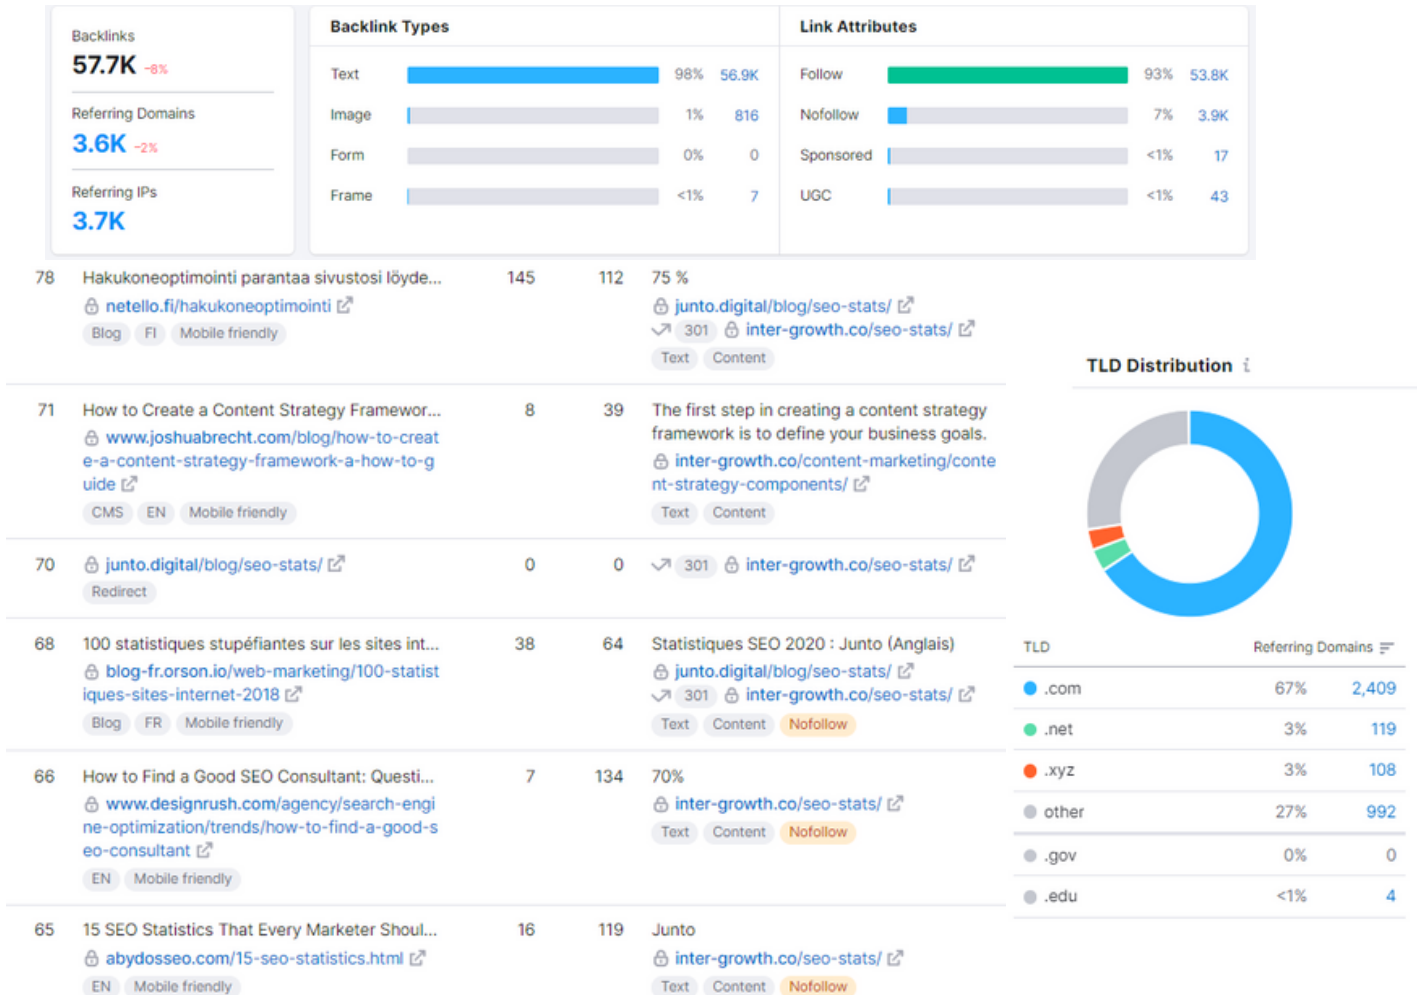 Backlinks
57.7K -8%
Referring Domains
3.6K -2%
Referring IPs
3.7K
Backlink Types
Text 98% 56.9K
Image 1% 816
Form 0% 0
Frame <1% 7
Link Attributes
Follow 93% 53.8K
Nofollow 7% 3.9K
Sponsored <1% 17
UGC <1% 43
78 Hakukoneoptimointi parantaa sivustosi löyde... 145 112 75 %
netello.fi/hakukoneoptimointi junto.digital/blog/seo-stats/
301 inter-growth.co/seo-stats/
Blog FI Mobile friendly
Text Content
71 How to Create a Content Strategy Framewor... 8 39 The first step in creating a content strategy
framework is to define your business goals.
www.joshuabrecht.com/blog/how-to-creat
e-a-content-strategy-framework-a-how-to-g
uide
inter-growth.co/content-marketing/conte
nt-strategy-components/
CMS EN Mobile friendly Text Content
70 junto.digital/blog/seo-stats/ 0 0 301 inter-growth.co/seo-stats/
Redirect
68 100 statistiques stupéfiantes sur les sites int... 38 64 Statistiques SEO 2020 : Junto (Anglais)
blog-fr.orson.io/web-marketing/100-statist
iques-sites-internet-2018
junto.digital/blog/seo-stats/
301 inter-growth.co/seo-stats/
Blog FR Mobile friendly Text Content Nofollow
66 How to Find a Good SEO Consultant: Questi... 7 134 70%
www.designrush.com/agency/search-engi
ne-optimization/trends/how-to-find-a-good-s
eo-consultant
inter-growth.co/seo-stats/
Text Content Nofollow
EN Mobile friendly
65 15 SEO Statistics That Every Marketer Shoul... 16 119 Junto
abydosseo.com/15-seo-statistics.html inter-growth.co/seo-stats/
EN Mobile friendly Text Content Nofollow
TLD Distribution i
TLD Referring Domains
.com 67% 2,409
.net 3% 119
.xyz 3% 108
other 27% 992
.gov 0% 0
.edu <1% 4